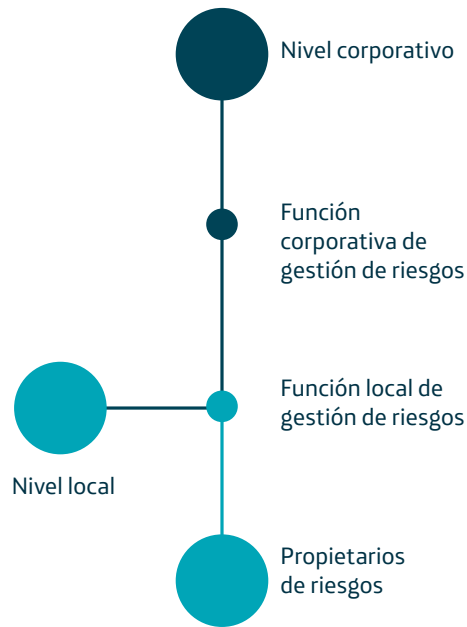 Nivel corporativo
Función
corporativa de
gestión de riesgos
Función local de
gestión de riesgos
Nivel local
Propietarios
de riesgos